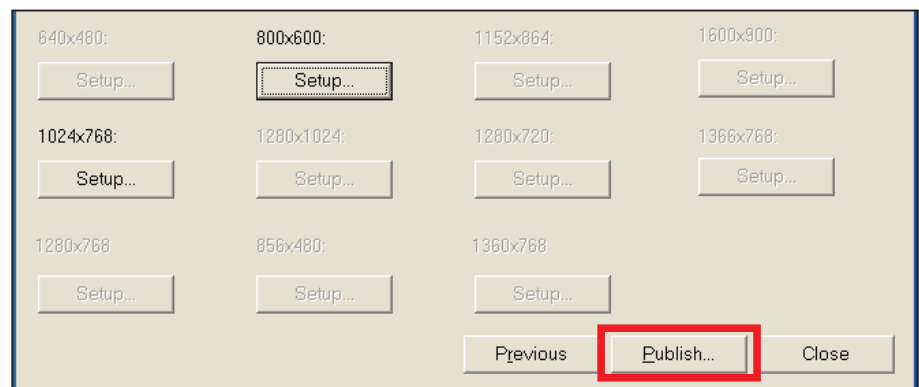 640x480: 800x600: 1152x864: 1600x900:
Setup... Setup... Setup... Setup...
1024x768: 1280x1024: 1280x720: 1366x768:
Setup... Setup... Setup... Setup...
1280x768 856x480: 1360x768
Setup... Setup... Setup...
Previous Publish... Close